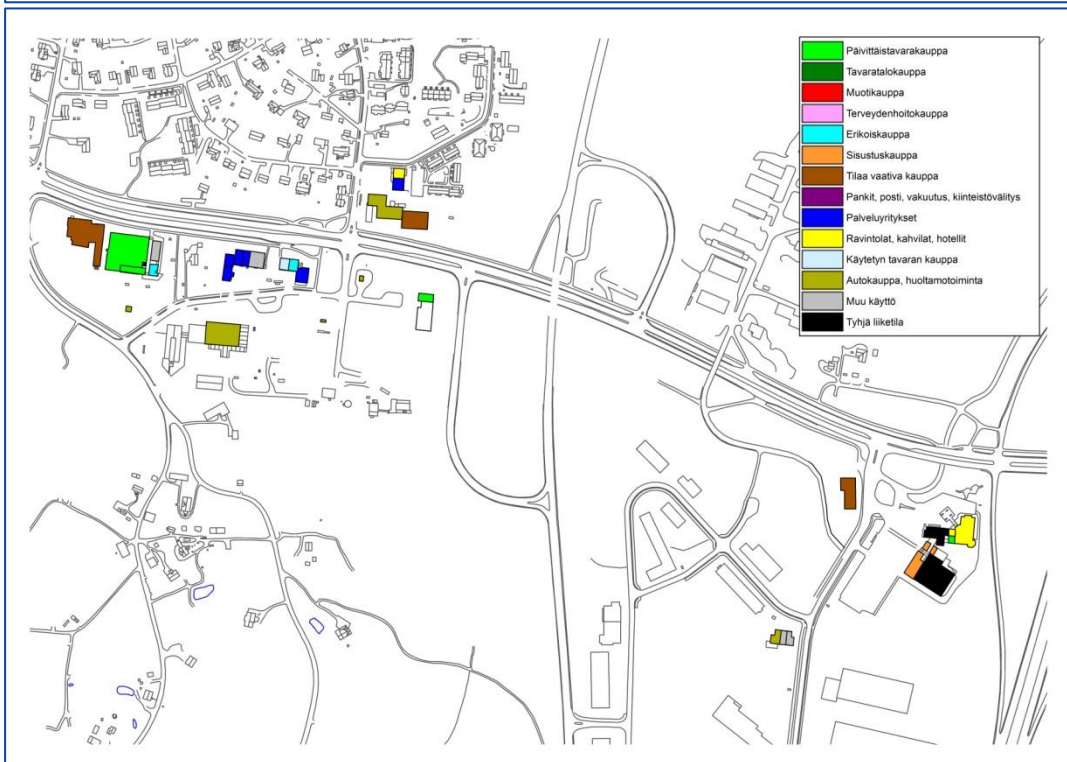 Päivittäistavarakauppa
Tavaratalokauppa
Muotikauppa
Terveydenhoitokauppa
Erikoiskauppa
Sisustuskauppa
Tilaa vaativa kauppa
Pankit, posti, vakuutus, kiinteistövälitys
Palveluyritykset
Ravintolat, kahvilat, hotellit
Käytetyn tavaran kauppa
Autokauppa, huoltamotoiminta
Muu käyttö
Tyhjä liiketila